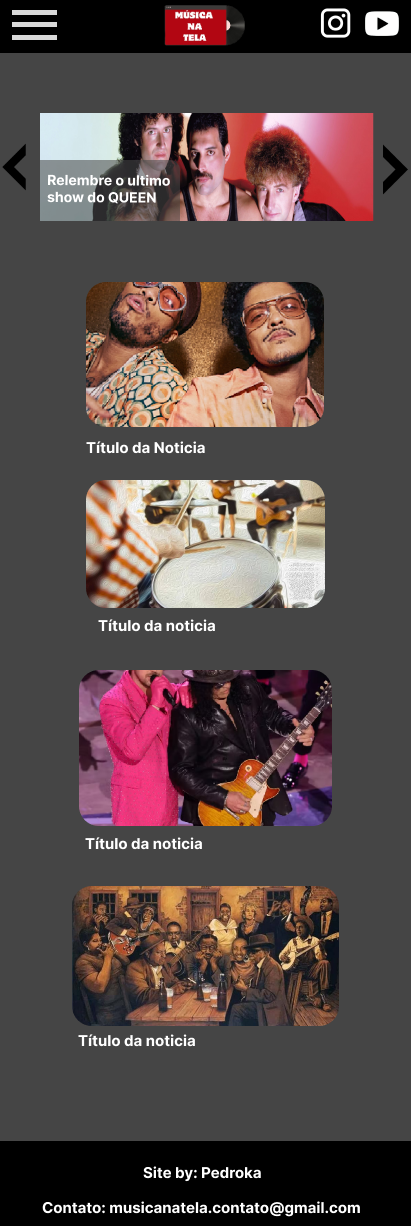 MÚSICA
NA
TELA
Relembre o ultimo
show do QUEEN
Título da Noticia
Título da noticia
Título da noticia
Título da noticia
Site by: Pedroka
Contato: musicanatela.contato@gmail.com